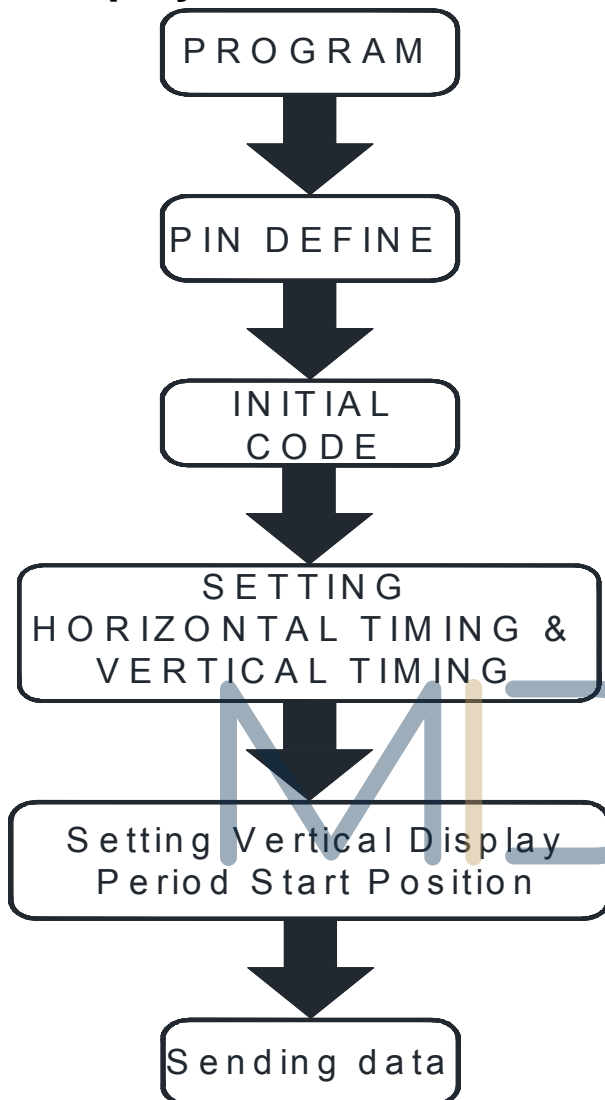 PROGRAM
PIN DEFINE
INITIAL
CODE
SETTING
HORIZONTAL TIMING &
VERTICAL TIMING
Setting Vertical Display
Period Start Position
Sending data